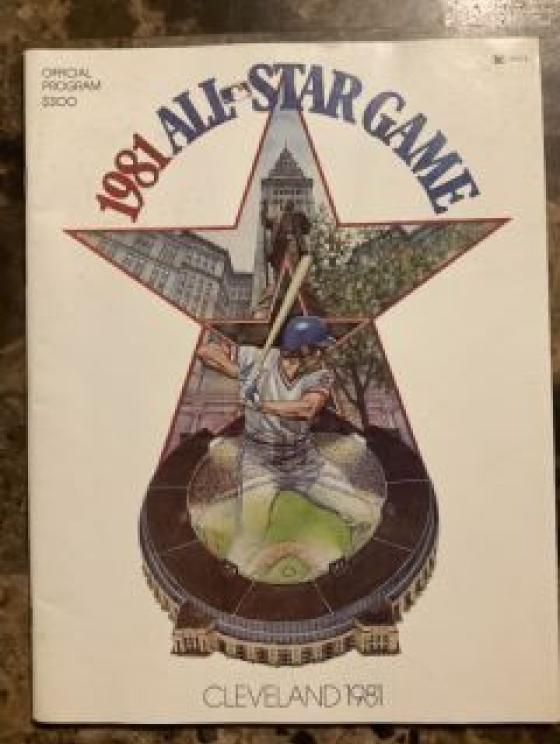 OFFICIAL
PROGRAM
$3.00
1981 ALL-STAR GAME
CLEVELAND 1981